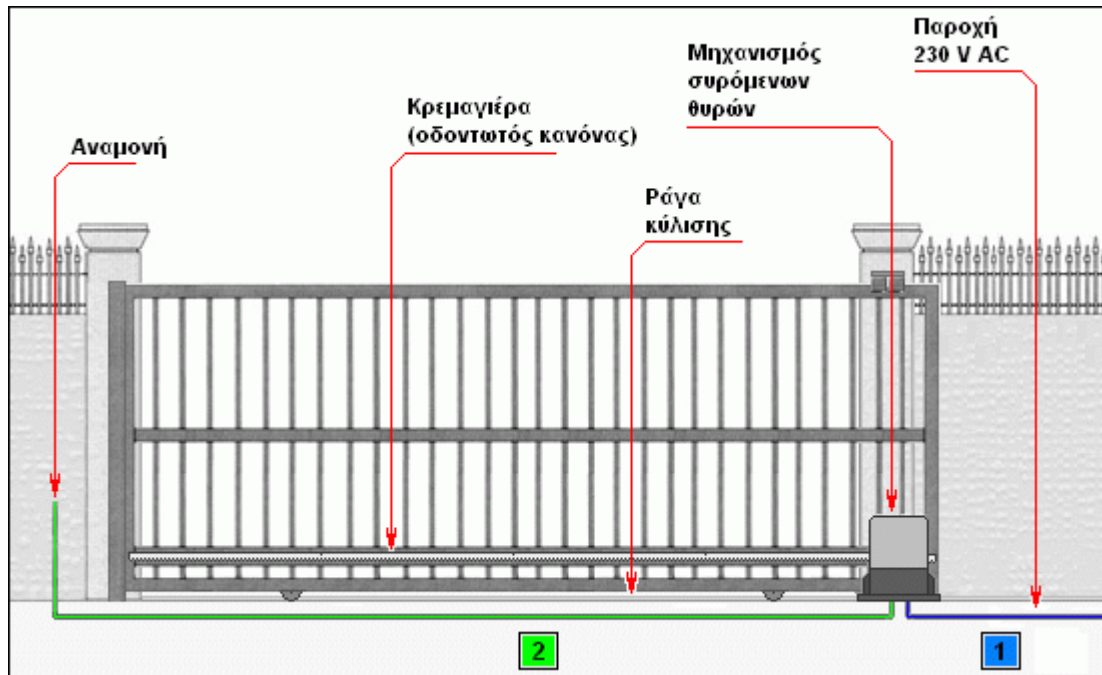 Παροχή
230 V AC
Μηχανισμός
συρόμενων
θυρών
Κρεμαγιέρα
(οδοντωτός κανόνας)
Αναμονή
Ράγα
κύλισης
2
1